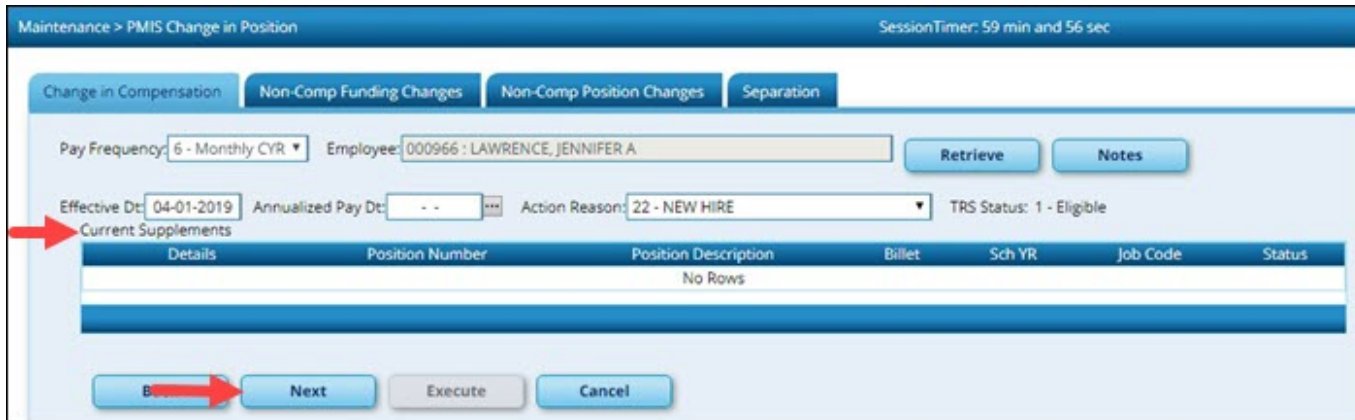 Maintenance > PMIS Change in Position SessionTimer: 59 min and 56 sec
Change in Compensation Non-Comp Funding Changes Non-Comp Position Changes Separation
Pay Frequency: 6 - Monthly CYR Employee: 000966 : LAWRENCE, JENNIFER A Retrieve Notes
Effective Dt: 04-01-2019 Annualized Pay Dt: - - ... Action Reason: 22 - NEW HIRE TRS Status: 1 - Eligible
Current Supplements
Details Position Number Position Description Billet Sch YR Job Code Status
No Rows
Next Execute Cancel